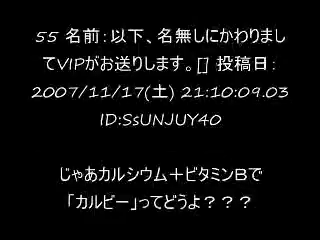 55 名前：以下、名無しにかわりまし
てVIPがお送りします。[] 投稿日：
2007/11/17(土) 21:10:09.03
ID:SsUNJUY40
じゃあカルシウム＋ビタミンBで
「カルビー」ってどうよ？？？